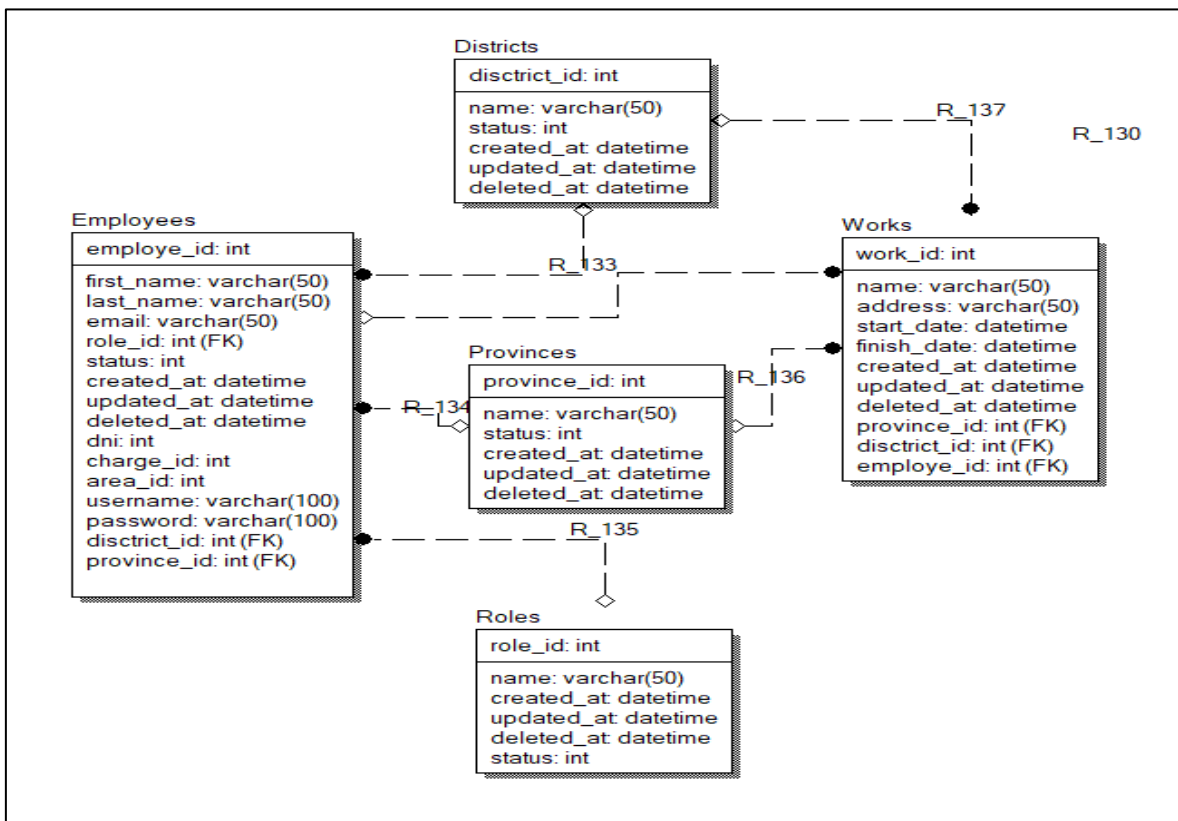 Districts
disctrict_id: int
name: varchar(50)
status: int
created_at: datetime
updated_at: datetime
deleted_at: datetime
R_137
R_130
Employees
employe_id: int
first_name: varchar(50)
last_name: varchar(50)
email: varchar(50)
role_id: int (FK)
status: int
created_at: datetime
updated_at: datetime
deleted_at: datetime
dni: int
charge_id: int
area_id: int
username: varchar(100)
password: varchar(100)
disctrict_id: int (FK)
province_id: int (FK)
R_133
R_134
Provinces
province_id: int
name: varchar(50)
status: int
created_at: datetime
updated_at: datetime
deleted_at: datetime
R_136
R_135
Works
work_id: int
name: varchar(50)
address: varchar(50)
start_date: datetime
finish_date: datetime
created_at: datetime
updated_at: datetime
deleted_at: datetime
province_id: int (FK)
disctrict_id: int (FK)
employe_id: int (FK)
Roles
role_id: int
name: varchar(50)
created_at: datetime
updated_at: datetime
deleted_at: datetime
status: int